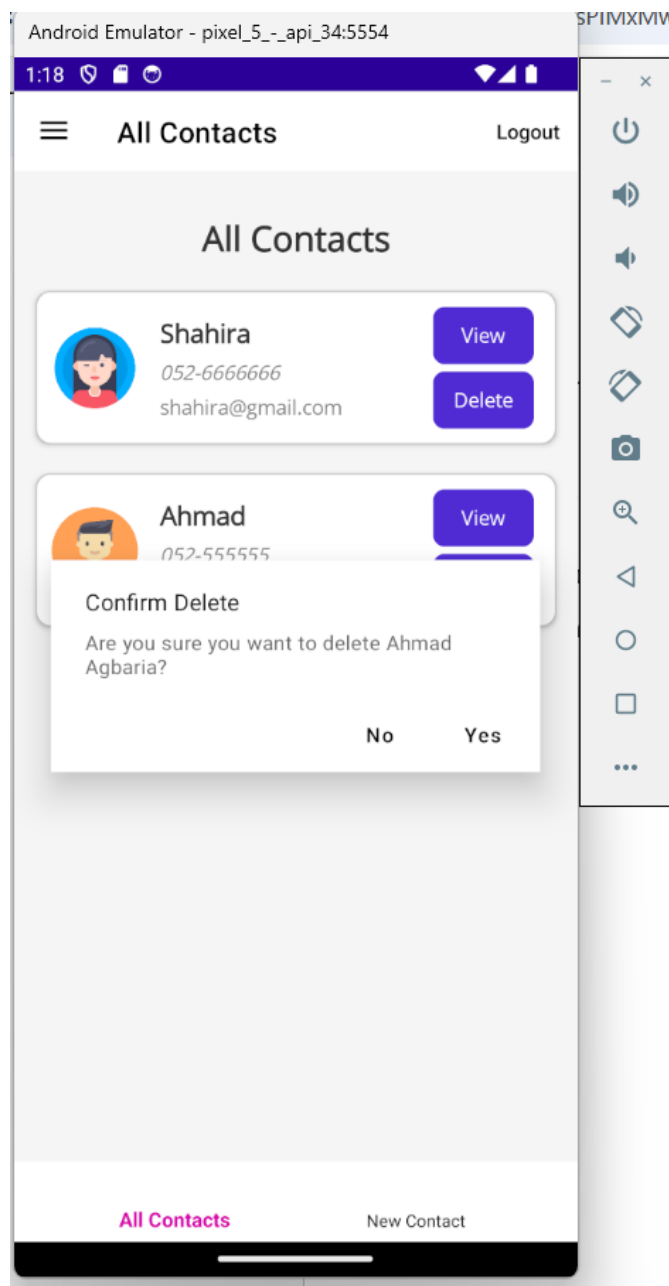 Android Emulator - pixel_5_-_api_34:5554
1:18
All Contacts
Logout
All Contacts
Shahira
052-6666666
shahira@gmail.com
View
Delete
Ahmad
052-555555
View
Confirm Delete
Are you sure you want to delete Ahmad
Agbaria?
No Yes
All Contacts
New Contact